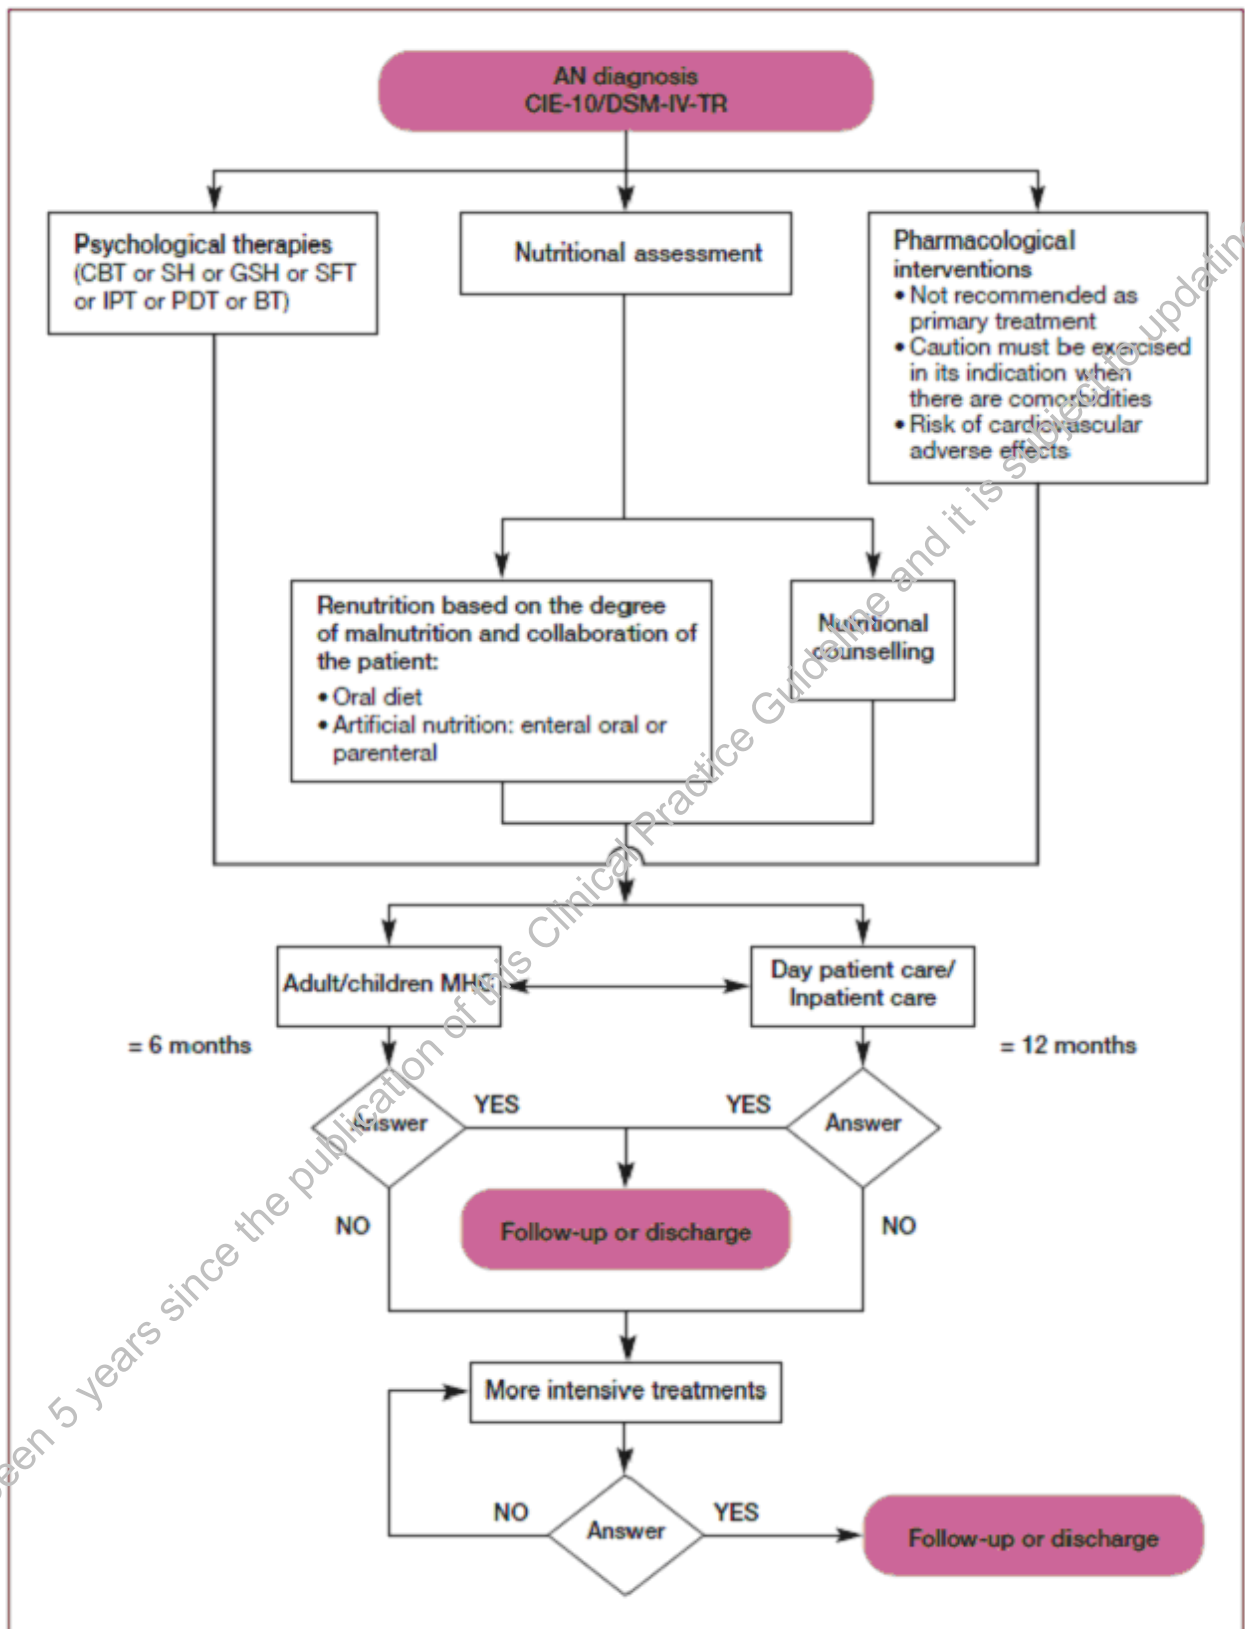 AN diagnosis
CIE-10/DSM-IV-TR
Psychological therapies
(CBT or SH or GSH or SFT
or IPT or PDT or BT)
Nutritional assessment
Pharmacological
interventions
• Not recommended as
primary treatment
• Caution must be exercised
in its indication when
there are comorbidities
• Risk of cardiovascular
adverse effects
Renutrition based on the degree
of malnutrition and collaboration of
the patient:
• Oral diet
• Artificial nutrition: enteral oral or
parenteral
Nutritional
counselling
Adult/children MHC
Day patient care/
Inpatient care
= 6 months
= 12 months
Answer
YES
YES
Answer
NO
Follow-up or discharge
NO
More intensive treatments
NO
Answer
YES
Follow-up or discharge
been 5 years since the publication of this Clinical Practice Guideline and it is subject to updating